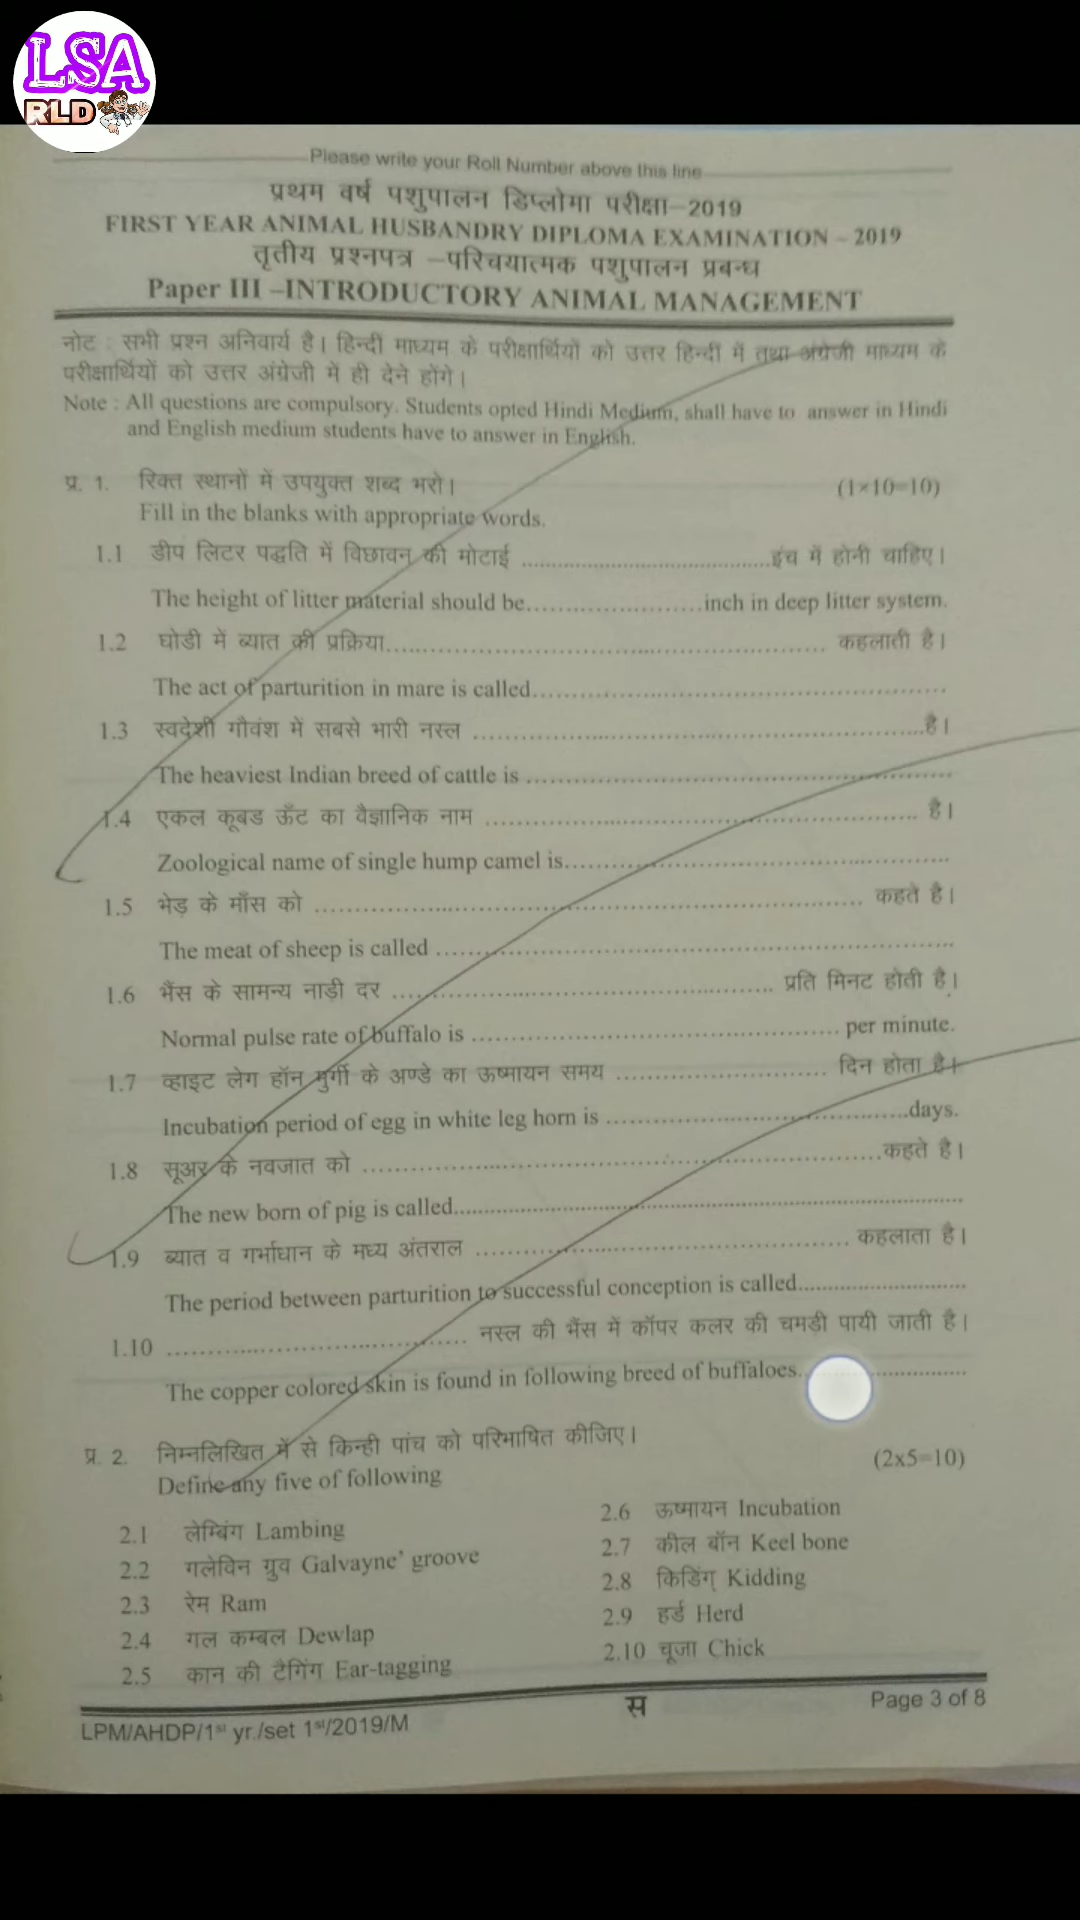 LSA
RLD
Please write your Roll Number above this line
प्रथम वर्ष पशुपालन डिप्लोमा परीक्षा–2019
FIRST YEAR ANIMAL HUSBANDRY DIPLOMA EXAMINATION – 2019
तृतीय प्रश्नपत्र –परिचयात्मक पशुपालन प्रबन्ध
Paper III –INTRODUCTORY ANIMAL MANAGEMENT
नोट : सभी प्रश्न अनिवार्य है। हिन्दी माध्यम के परीक्षार्थियों को उत्तर हिन्दी में तथा अंग्रेजी माध्यम के
परीक्षार्थियों को उत्तर अंग्रेजी में ही देने होंगे।
Note : All questions are compulsory. Students opted Hindi Medium, shall have to answer in Hindi
and English medium students have to answer in English.
प्र. 1. रिक्त स्थानों में उपयुक्त शब्द भरो। (1×10=10)
Fill in the blanks with appropriate words.
1.1 डीप लिटर पद्धति में विछावन की मोटाई ........................................इंच में होनी चाहिए।
The height of litter material should be..........................inch in deep litter system.
1.2 घोडी में ब्यात की प्रक्रिया................................................................ कहलाती है।
The act of parturition in mare is called............................................................
1.3 स्वदेशी गौवंश में सबसे भारी नस्ल .................................................................है।
The heaviest Indian breed of cattle is ..............................................................
1.4 एकल कूबड ऊँट का वैज्ञानिक नाम .............................................................. है।
Zoological name of single hump camel is.......................................................
1.5 भेड़ के माँस को .............................................................................. कहते है।
The meat of sheep is called ...........................................................................
1.6 भैंस के सामन्य नाड़ी दर ....................................................... प्रति मिनट होती है।
Normal pulse rate of buffalo is .................................................... per minute.
1.7 व्हाइट लेग हॉन मुर्गी के अण्डे का ऊष्मायन समय .............................. दिन होता है।
Incubation period of egg in white leg horn is ...........................................days.
1.8 सूअर के नवजात को ...........................................................................कहते है।
The new born of pig is called.........................................................................
1.9 ब्यात व गर्भाधान के मध्य अंतराल ..................................................... कहलाता है।
The period between parturition to successful conception is called........................
1.10 ........................................... नस्ल की भैंस में कॉपर कलर की चमड़ी पायी जाती है।
The copper colored skin is found in following breed of buffaloes........................
प्र. 2. निम्नलिखित में से किन्ही पांच को परिभाषित कीजिए। (2x5=10)
Define any five of following
2.1 लेम्बिंग Lambing
2.2 गलेविन ग्रुव Galvayne’ groove
2.3 रेम Ram
2.4 गल कम्बल Dewlap
2.5 कान की टैगिंग Ear-tagging
2.6 ऊष्मायन Incubation
2.7 कील बॉन Keel bone
2.8 किडिंग् Kidding
2.9 हर्ड Herd
2.10 चूजा Chick
LPM/AHDP/1st yr./set 1st/2019/M स Page 3 of 8